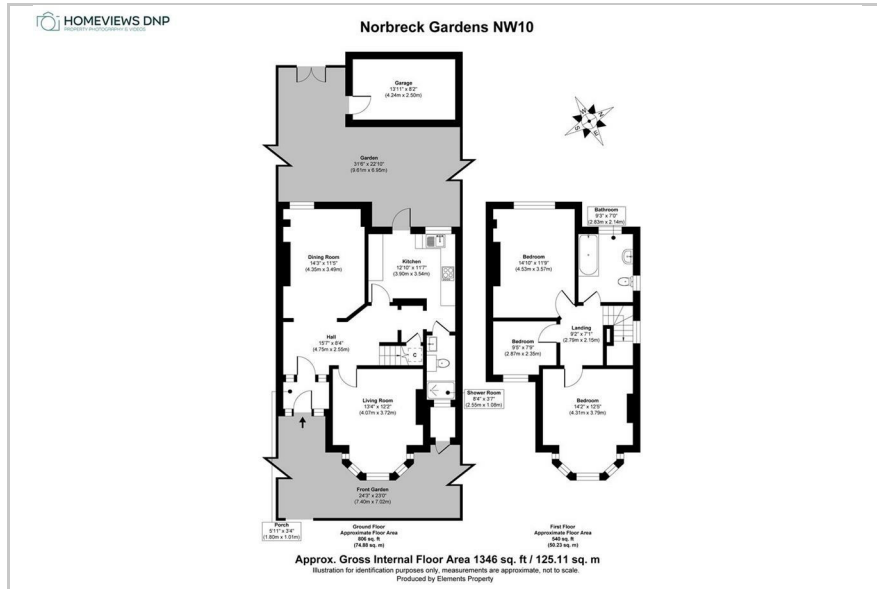 HOMEVIEWS DNP
PROPERTY PHOTOGRAPHY & VIDEOS
Norbreck Gardens NW10
Garage
13'11" x 8'2"
(4.24m x 2.50m)
Garden
31'6" x 22'10"
(9.61m x 6.95m)
N
E
S
W
Dining Room
14'3" x 11'5"
(4.35m x 3.49m)
Kitchen
12'10" x 11'7"
(3.90m x 3.54m)
Hall
15'7" x 8'4"
(4.75m x 2.55m)
C
Living Room
13'4" x 12'2"
(4.07m x 3.72m)
Shower Room
8'4" x 3'7"
(2.55m x 1.08m)
Front Garden
24'3" x 23'0"
(7.40m x 7.02m)
Porch
5'11" x 3'4"
(1.80m x 1.01m)
Bathroom
9'3" x 7'0"
(2.83m x 2.14m)
Bedroom
14'10" x 11'9"
(4.53m x 3.57m)
Landing
9'2" x 7'1"
(2.79m x 2.15m)
Bedroom
9'5" x 7'9"
(2.87m x 2.35m)
Bedroom
14'2" x 12'5"
(4.31m x 3.79m)
Ground Floor
Approximate Floor Area
806 sq. ft
(74.88 sq. m)
First Floor
Approximate Floor Area
540 sq. ft
(50.23 sq. m)
Approx. Gross Internal Floor Area 1346 sq. ft / 125.11 sq. m
Illustration for identification purposes only, measurements are approximate, not to scale.
Produced by Elements Property